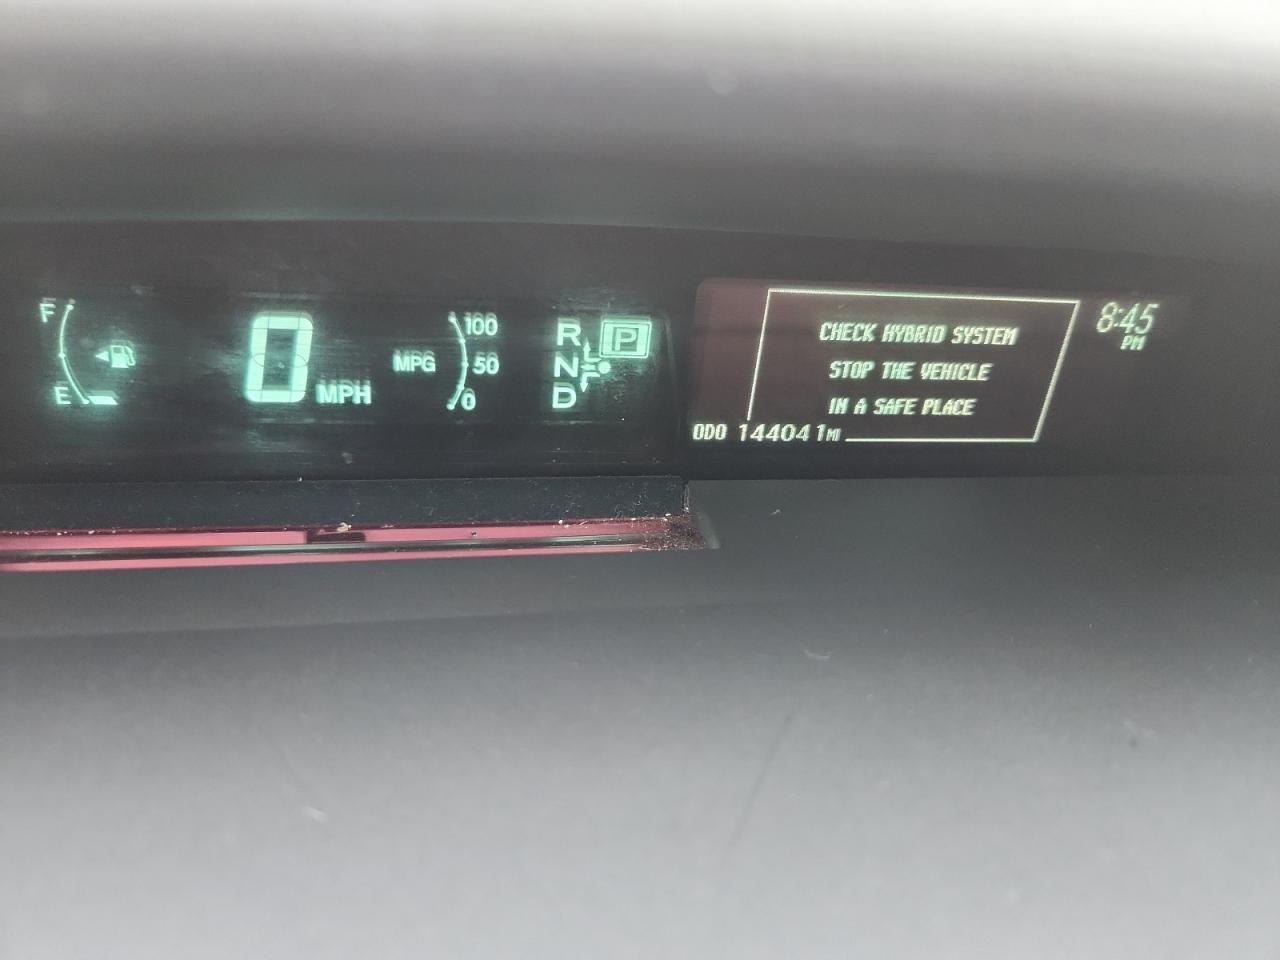 F
E
0 MPH
MPG
100
50
0
R
N
D
P
CHECK HYBRID SYSTEM
STOP THE VEHICLE
IN A SAFE PLACE
ODO 144041MI
8:45
PM